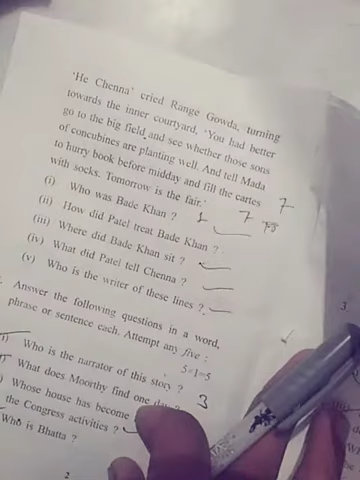 'He Chenna' cried Range Gowda, turning
towards the inner courtyard, 'You had better
go to the big field and see whether those sons
of concubines are planting well. And tell Mada
to hurry book before midday and fill the cartes
with socks. Tomorrow is the fair.' 7
(i) Who was Bade Khan ? 1 7
(ii) How did Patel treat Bade Khan ?
(iii) Where did Bade Khan sit ?
(iv) What did Patel tell Chenna ?
(v) Who is the writer of these lines ?
Answer the following questions in a word,
phrase or sentence each. Attempt any five :
5×1=5
Who is the narrator of this story ?
What does Moorthy find one day ? 3
Whose house has become
the Congress activities ?
Who is Bhatta ?
2
3